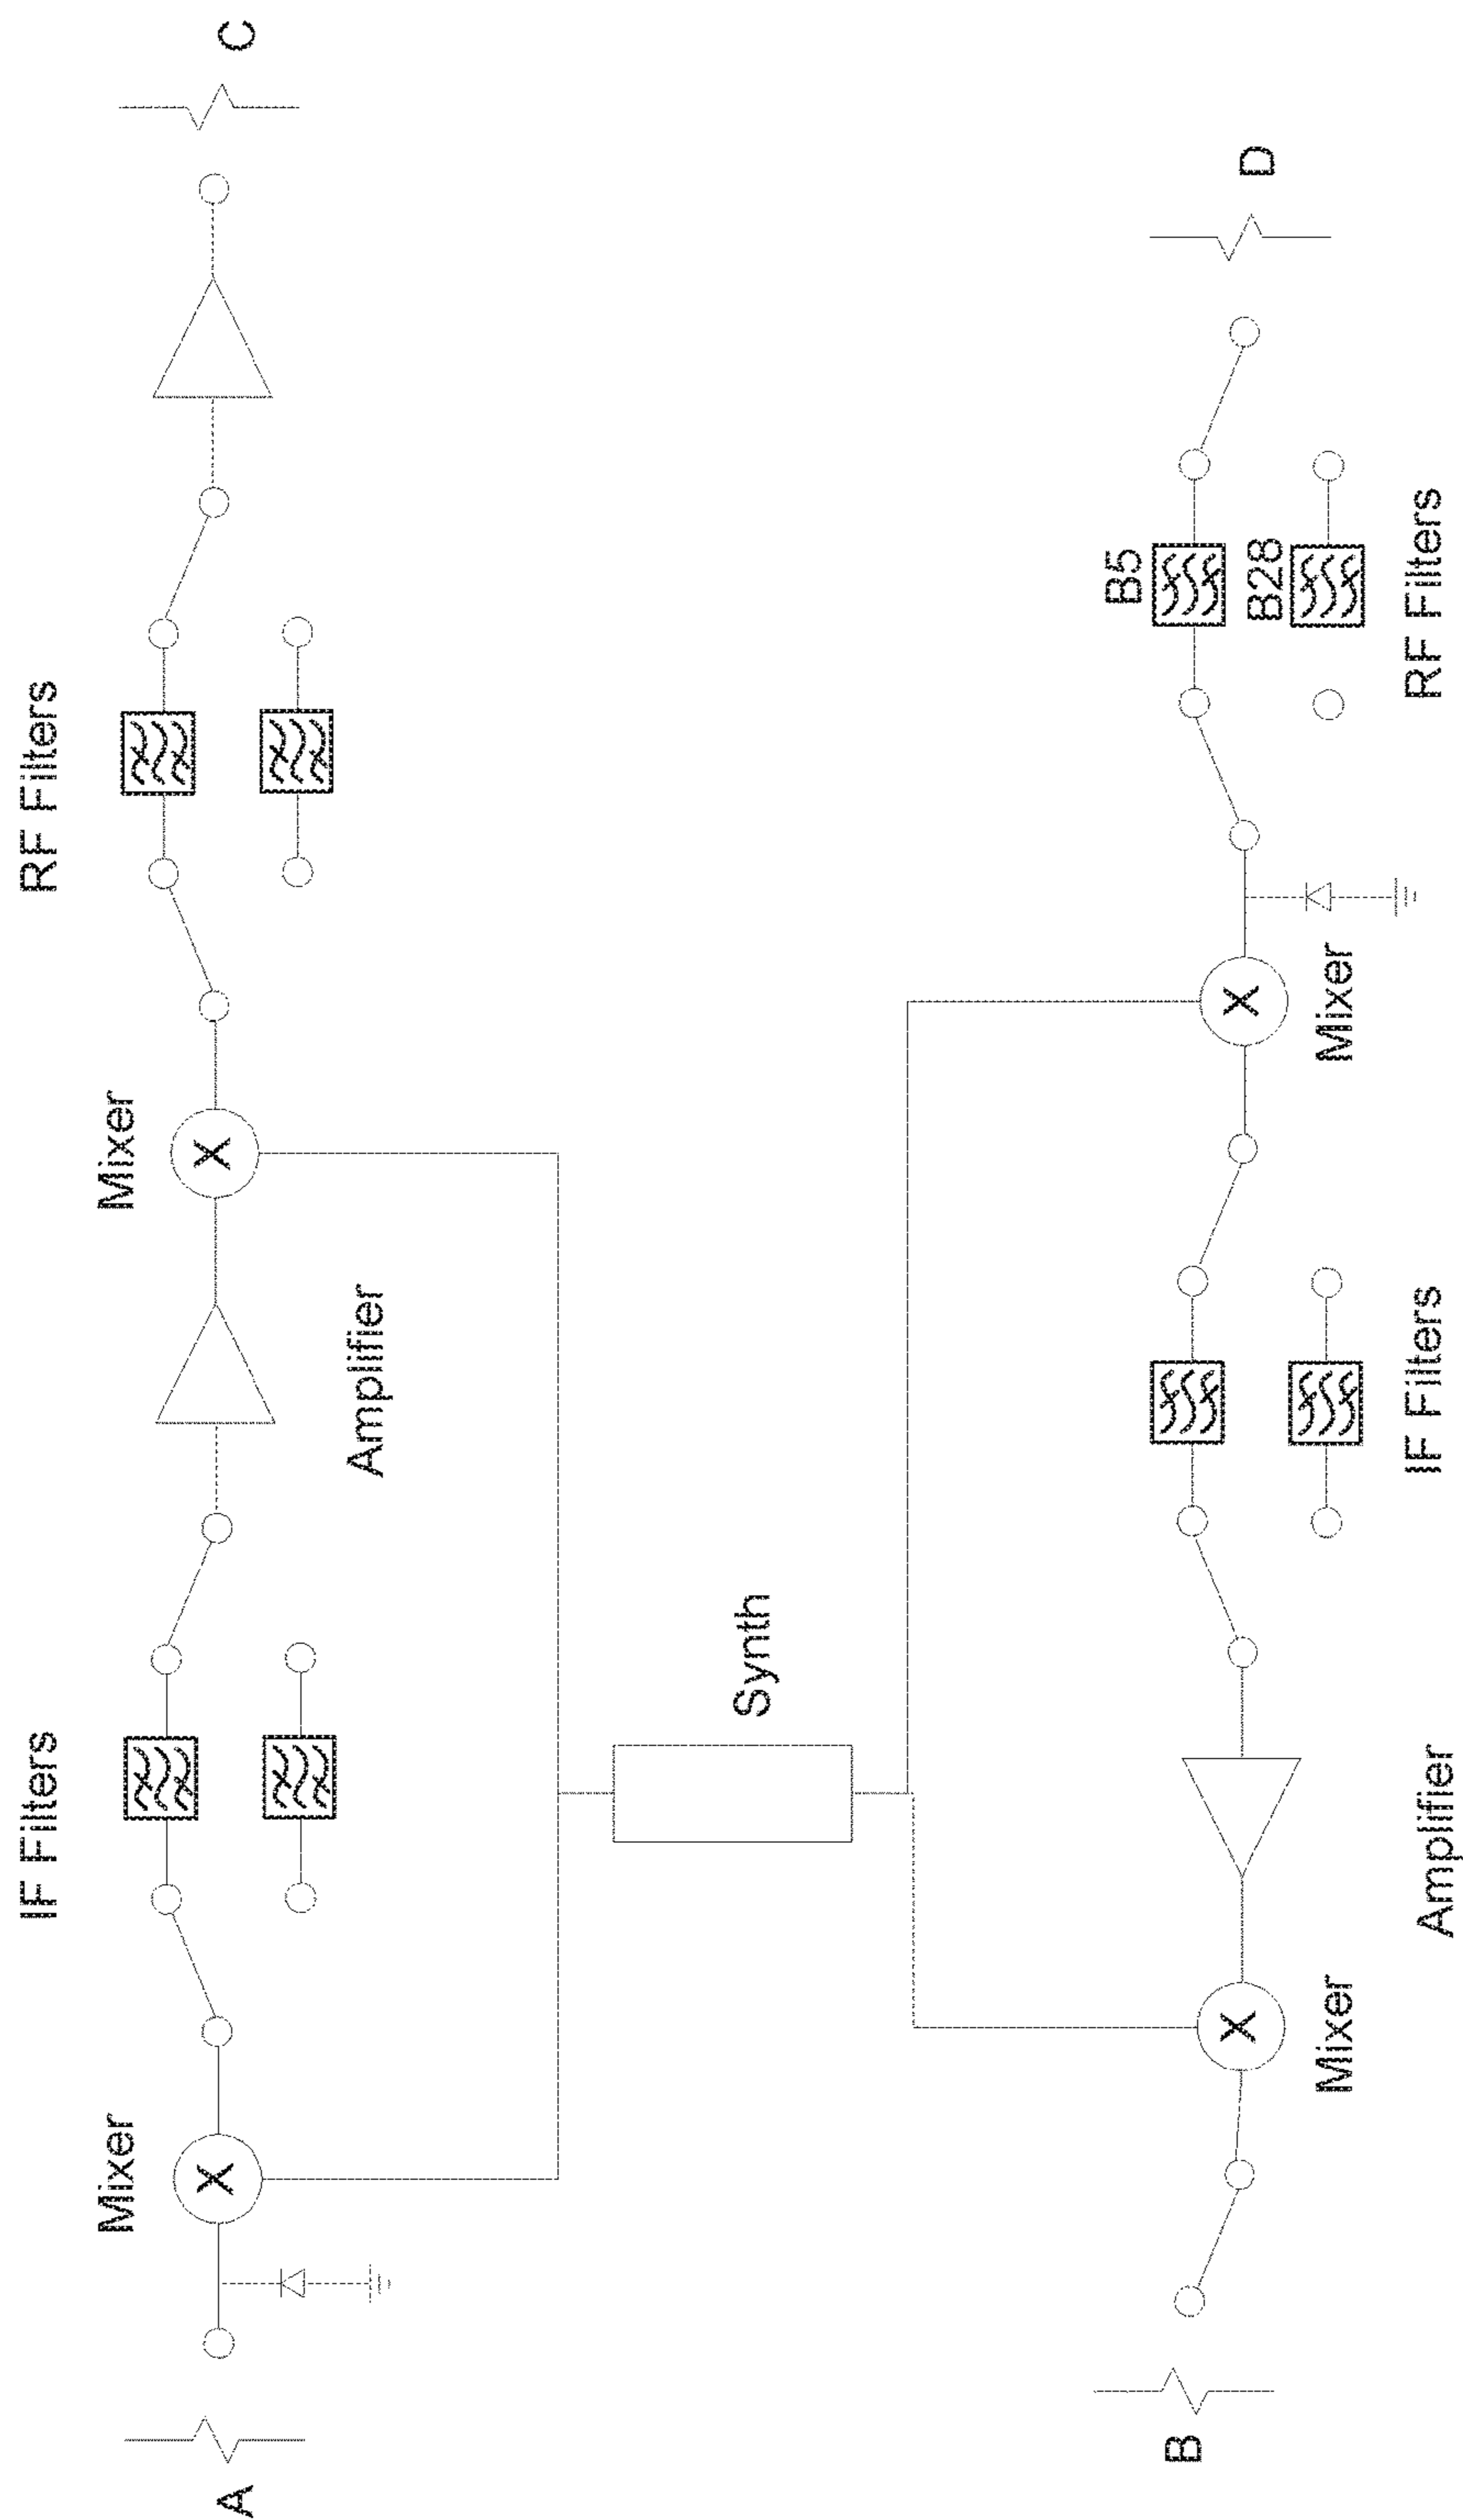 IF Filters
RF Filters
Mixer
Mixer
A
X
X
C
Amplifier
Synth
B5
B
X
X
B28
D
Mixer
Mixer
Amplifier
IF Filters
RF Filters